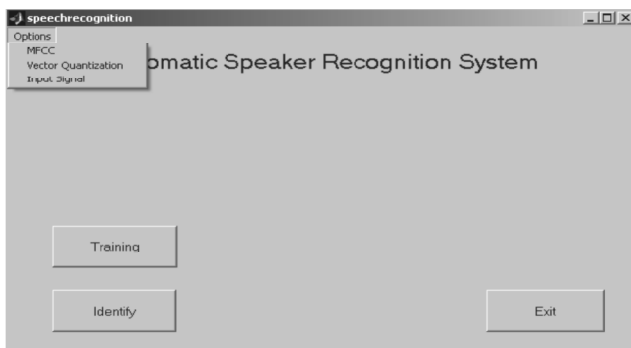 speechrecognition
Options
MFCC
Vector Quantization
Input Signal
omatic Speaker Recognition System
Training
Identify
Exit